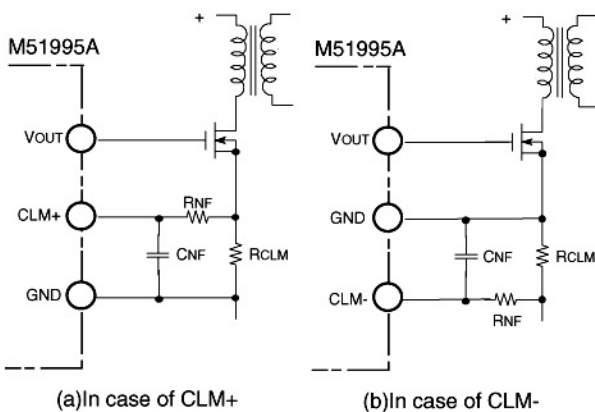 M51995A
+
VOUT
CLM+
RNF
CNF
RCLM
GND
(a)In case of CLM+
M51995A
+
VOUT
GND
CNF
RCLM
CLM-
RNF
(b)In case of CLM-